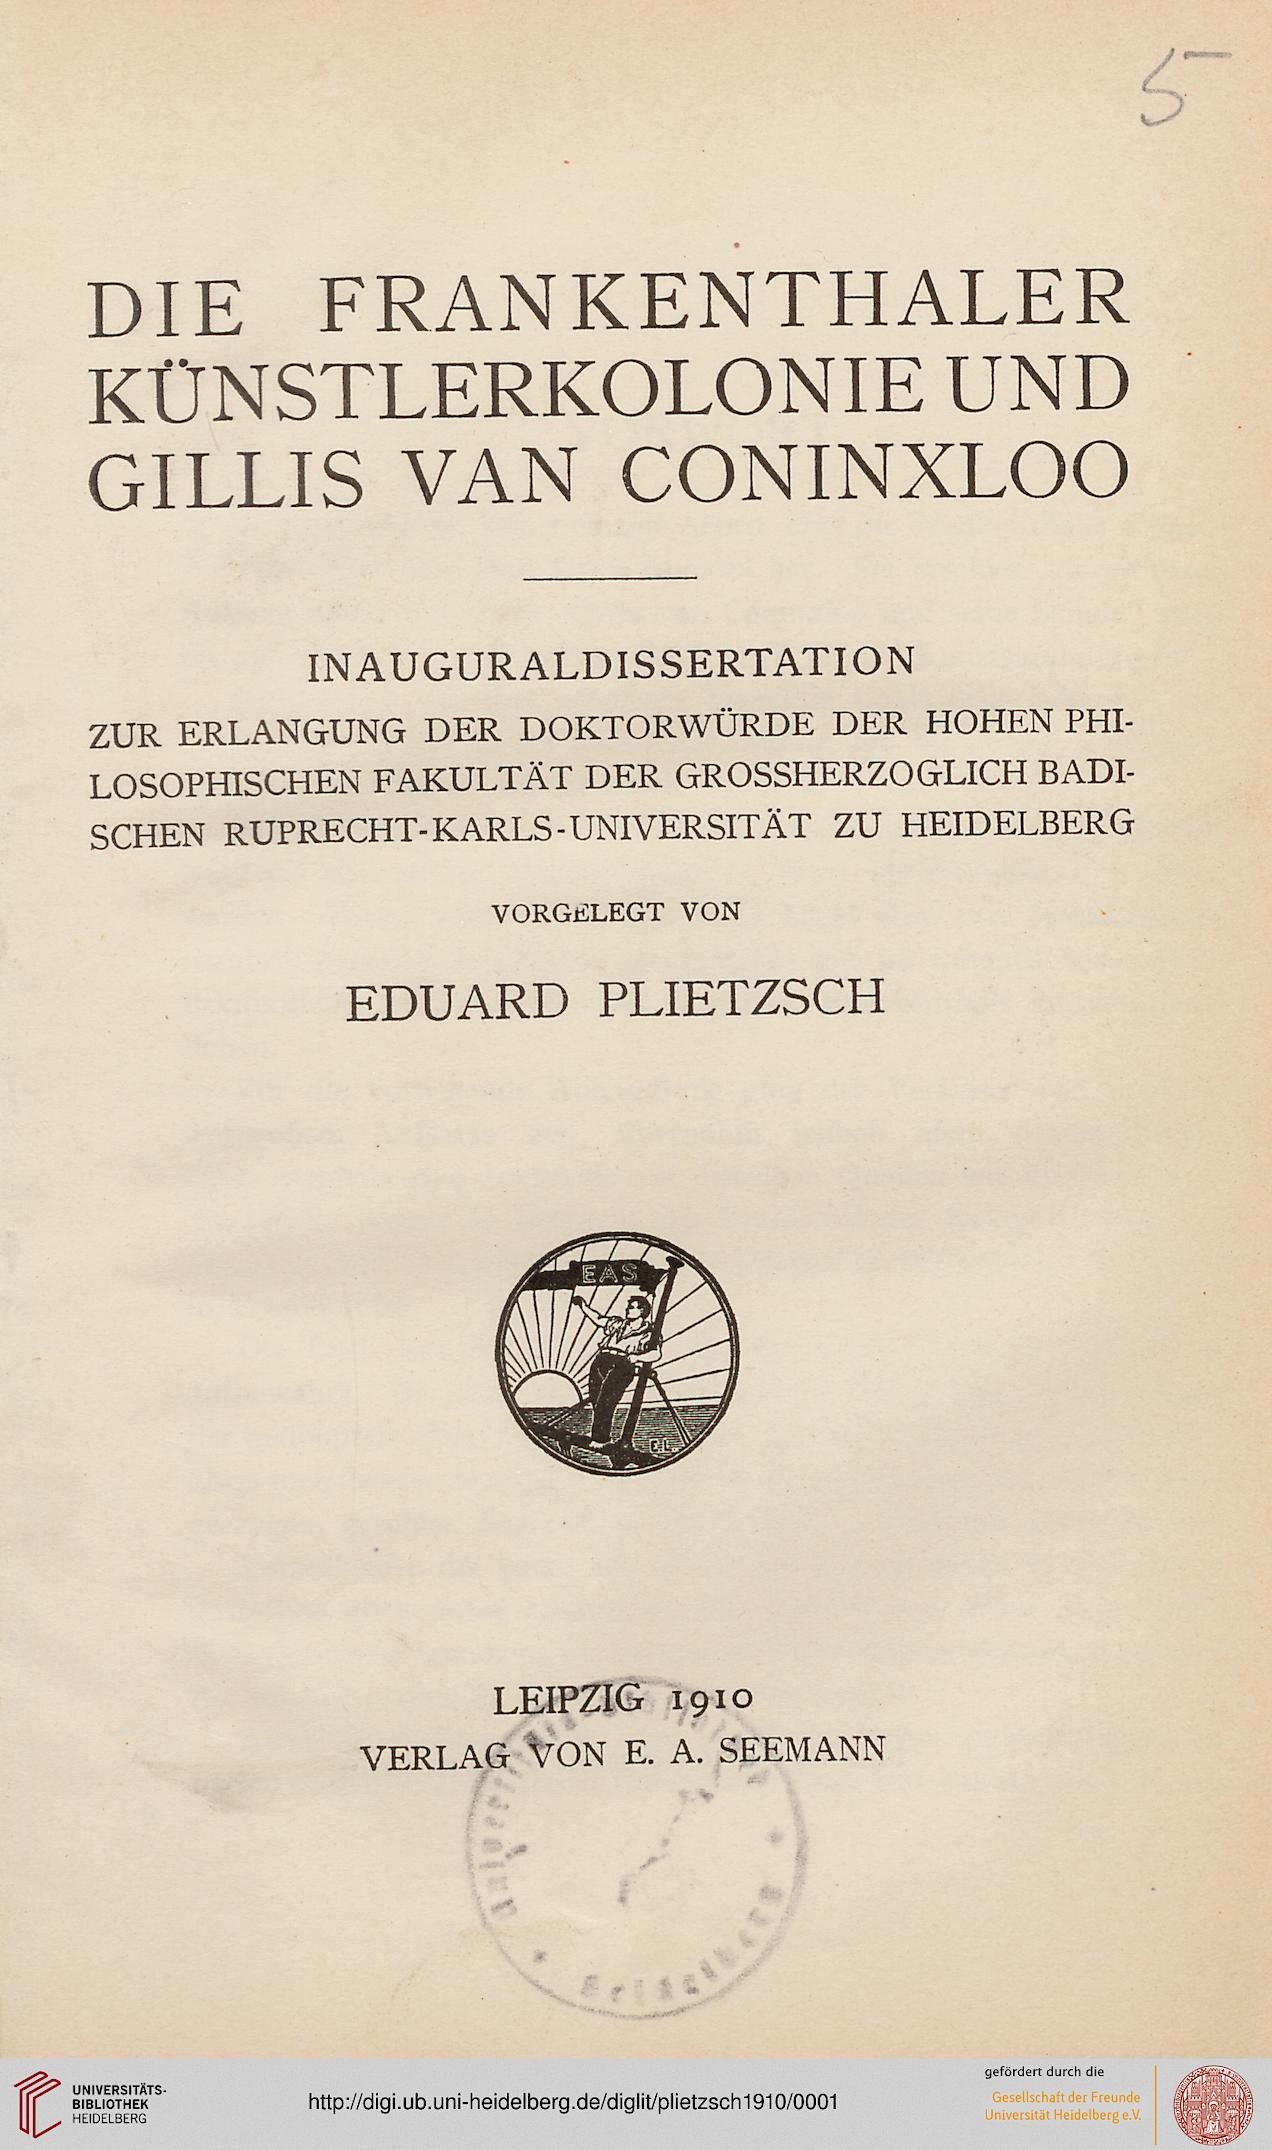 5
DIE FRANKENTHALER
KÜNSTLERKOLONIE UND
GILLIS VAN CONINXLOO
INAUGURALDISSERTATION
ZUR ERLANGUNG DER DOKTORWÜRDE DER HOHEN PHI-
LOSOPHISCHEN FAKULTÄT DER GROSSHERZOGLICH BADI-
SCHEN RUPRECHT-KARLS-UNIVERSITÄT ZU HEIDELBERG
VORGELEGT VON
EDUARD PLIETZSCH
EAS
C.L.
LEIPZIG 1910
VERLAG VON E. A. SEEMANN
Heidelberg
UNIVERSITÄTS-
BIBLIOTHEK
HEIDELBERG
http://digi.ub.uni-heidelberg.de/diglit/plietzsch1910/0001
gefördert durch die
Gesellschaft der Freunde
Universität Heidelberg e.V.